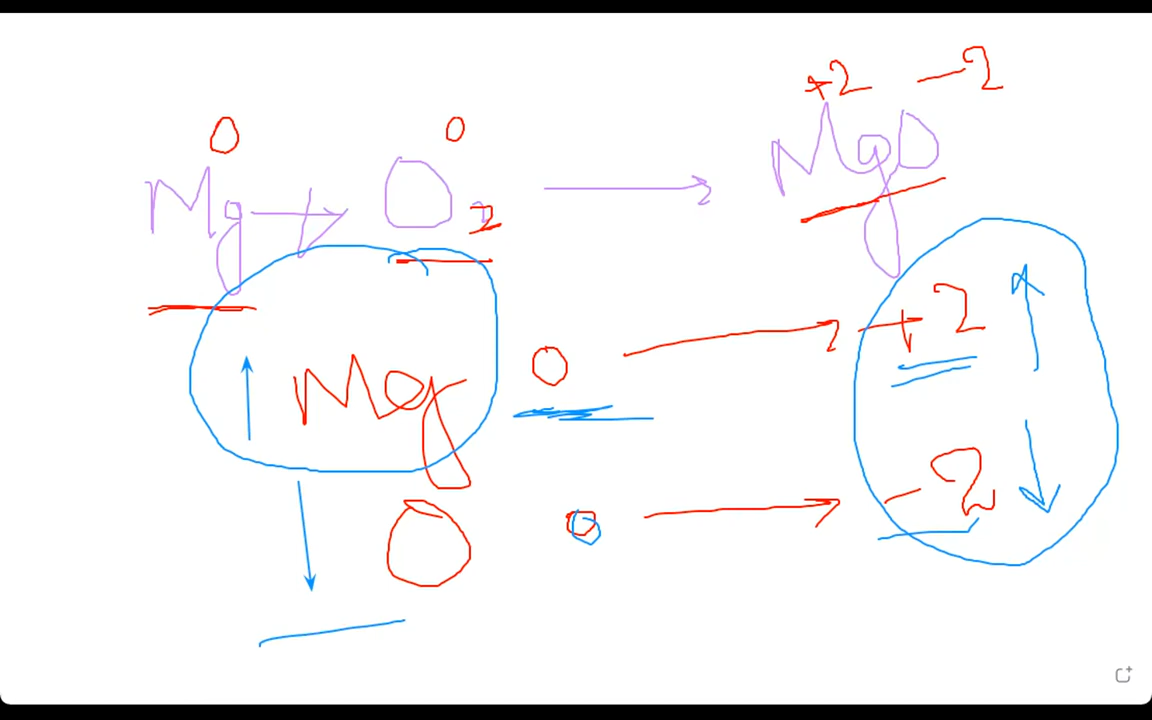 +2 -2
0 0
Mg + O2 → MgO
Mg 0 → +2
O 0 → -2